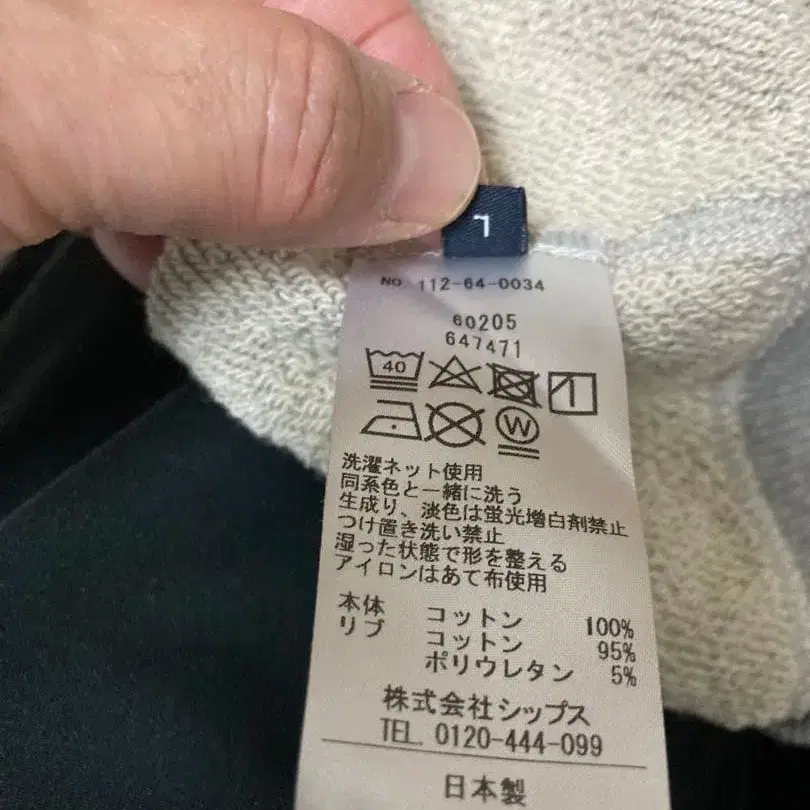 L
NO 112-64-0034
60205
647471
40
W
洗濯ネット使用
同系色と一緒に洗う
生成り、淡色は蛍光増白剤禁止
つけ置き洗い禁止
湿った状態で形を整える
アイロンはあて布使用
本体 コットン 100%
リブ コットン 95%
ポリウレタン 5%
株式会社シップス
TEL. 0120-444-099
日本製